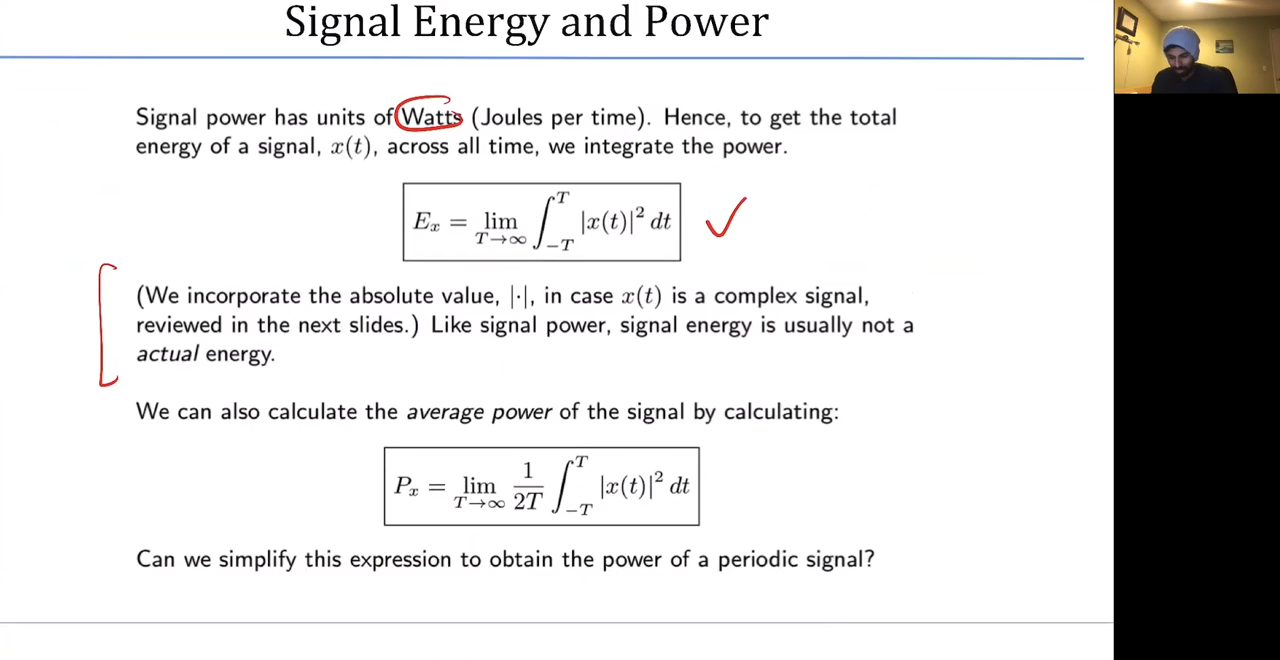 Signal Energy and Power
Signal power has units of Watts (Joules per time). Hence, to get the total
energy of a signal, x(t), across all time, we integrate the power.
E_x = lim_{T→∞} ∫_{−T}^{T} |x(t)|² dt
(We incorporate the absolute value, |·|, in case x(t) is a complex signal,
reviewed in the next slides.) Like signal power, signal energy is usually not a
actual energy.
We can also calculate the average power of the signal by calculating:
P_x = lim_{T→∞} 1/2T ∫_{−T}^{T} |x(t)|² dt
Can we simplify this expression to obtain the power of a periodic signal?